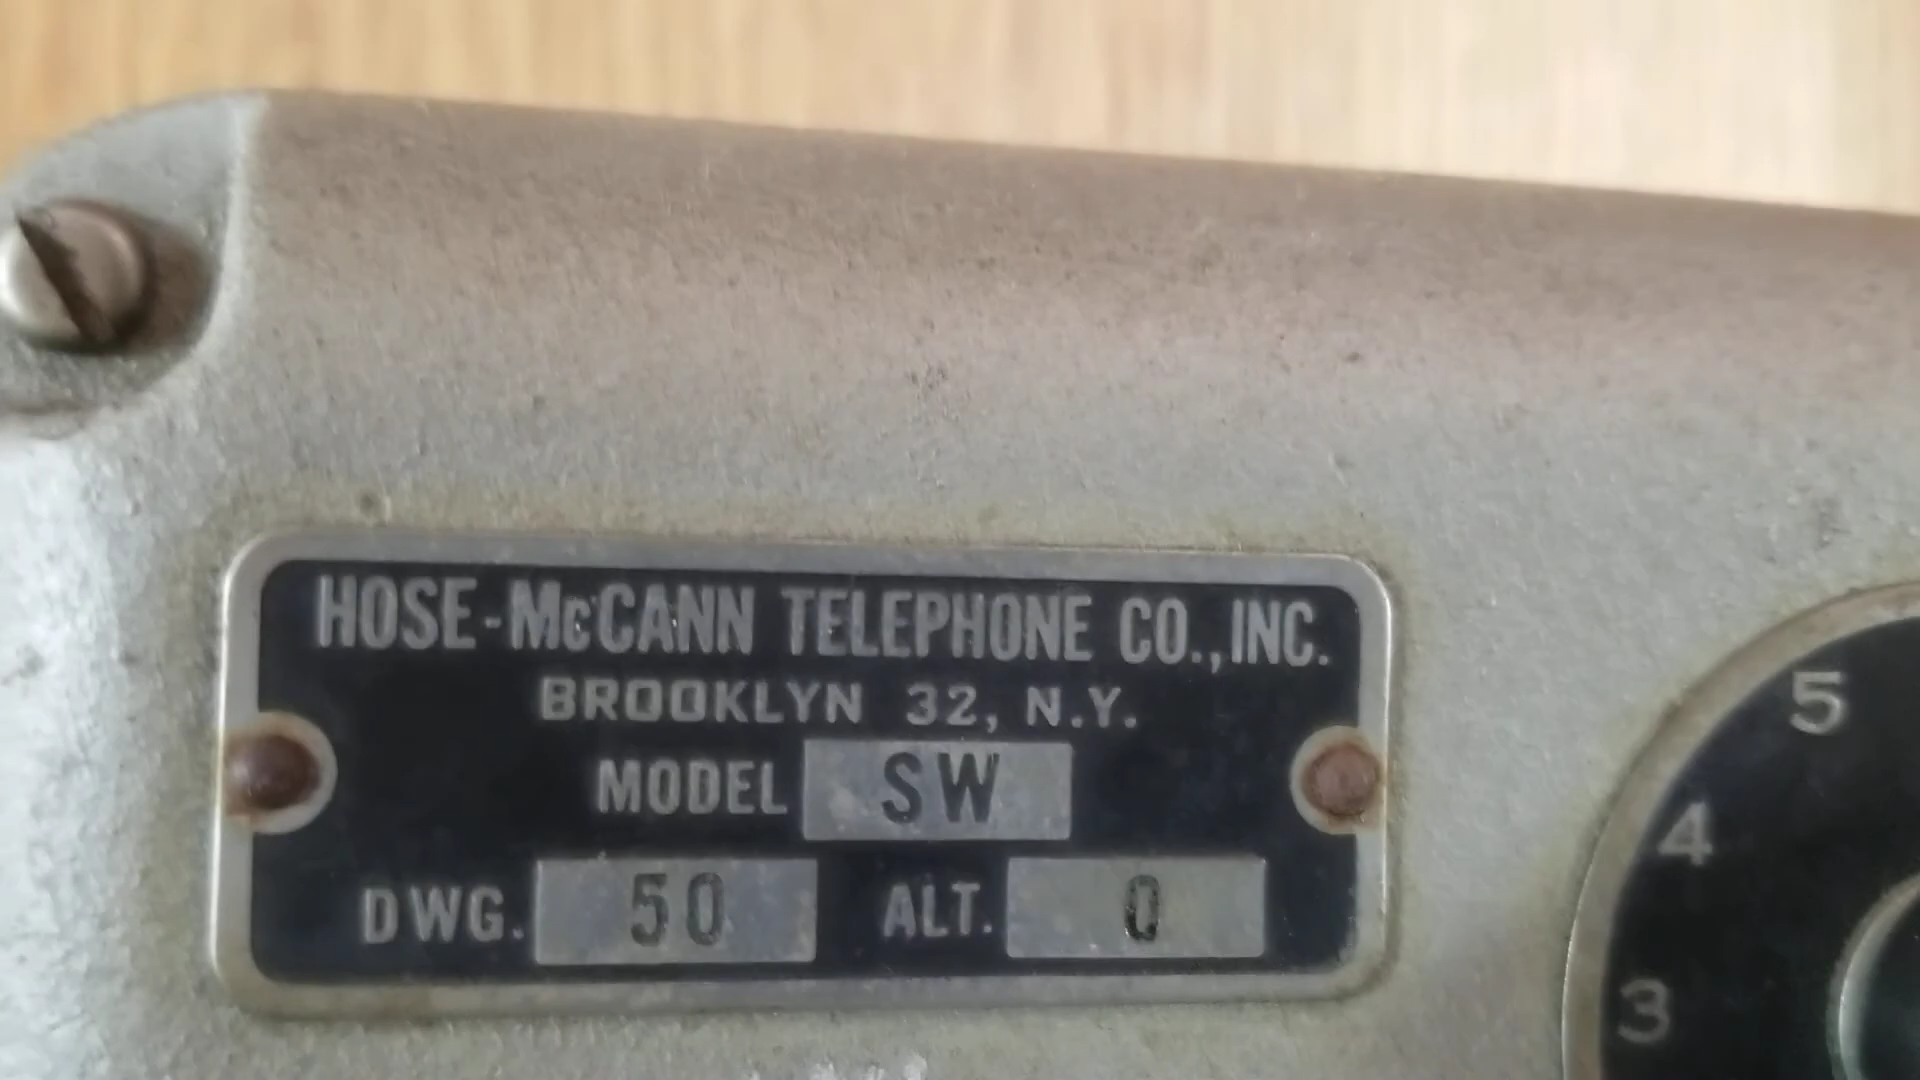 HOSE-McCANN TELEPHONE CO., INC.
BROOKLYN 32, N.Y.
MODEL SW
DWG. 50 ALT. 0
5
4
3